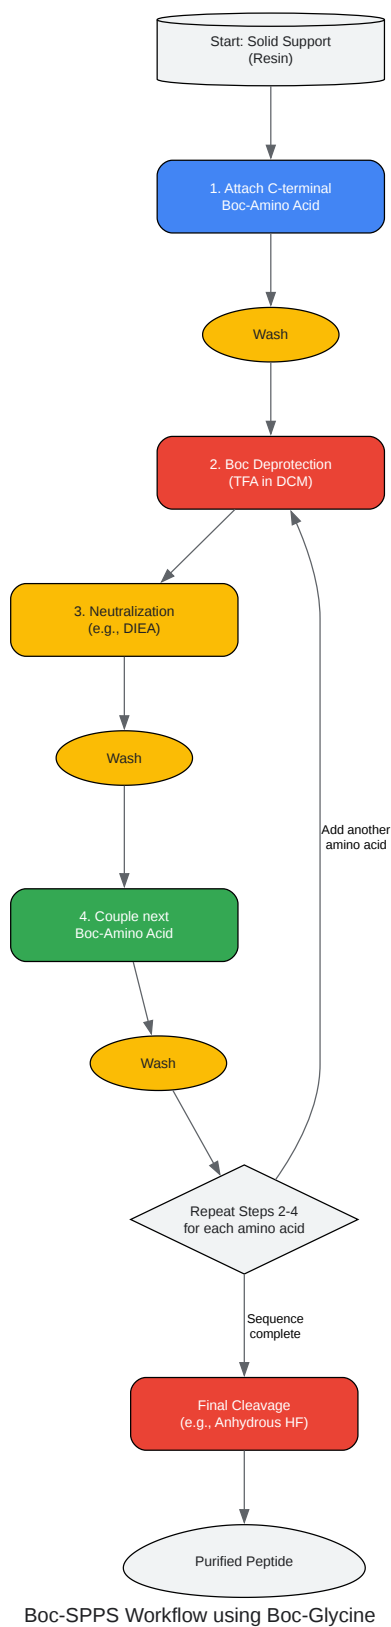 Start: Solid Support
(Resin)
1. Attach C-terminal
Boc-Amino Acid
Wash
2. Boc Deprotection
(TFA in DCM)
3. Neutralization
(e.g., DIEA)
Wash
Add another
amino acid
4. Couple next
Boc-Amino Acid
Wash
Repeat Steps 2-4
for each amino acid
Sequence
complete
Final Cleavage
(e.g., Anhydrous HF)
Purified Peptide
Boc-SPPS Workflow using Boc-Glycine